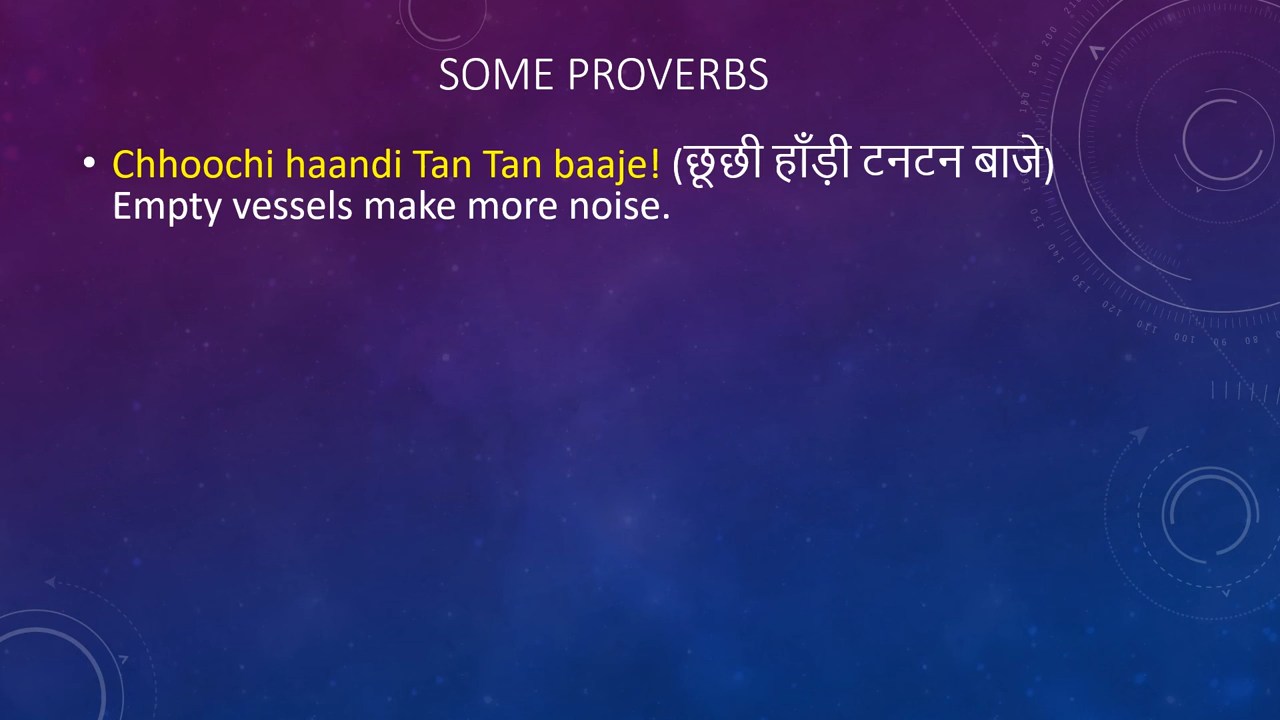 SOME PROVERBS
• Chhoochi haandi Tan Tan baaje! (छूछी हाँड़ी टनटन बाजे)
Empty vessels make more noise.